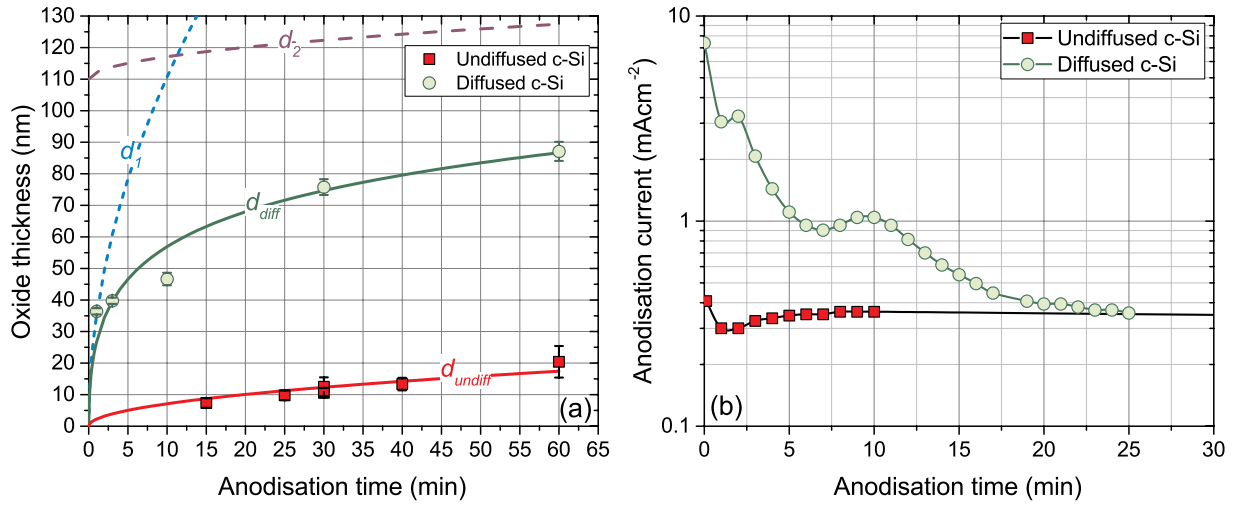 130
120
110
100
90
80
70
60
50
40
30
20
10
0
Oxide thickness (nm)
d2
d1
ddiff
dundiff
Undiffused c-Si
Diffused c-Si
(a)
0 5 10 15 20 25 30 35 40 45 50 55 60 65
Anodisation time (min)
10
1
0.1
Anodisation current (mAcm-2)
Undiffused c-Si
Diffused c-Si
(b)
0 5 10 15 20 25 30
Anodisation time (min)